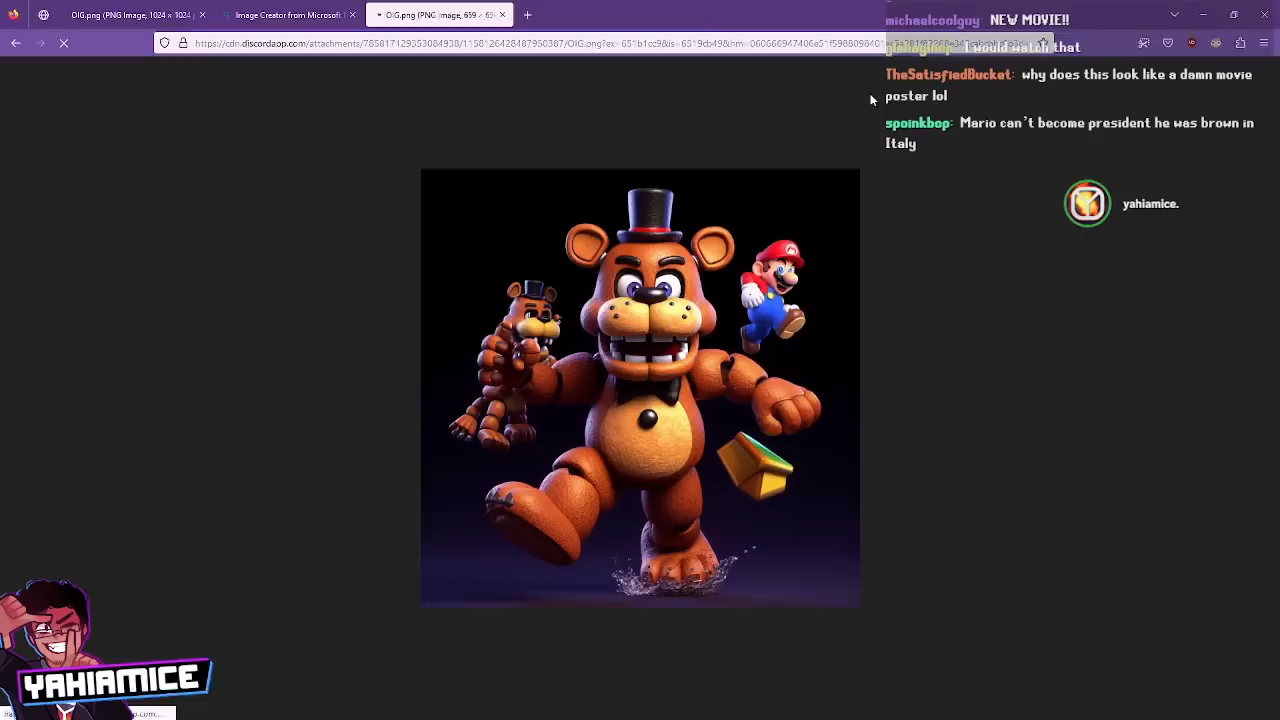 OIG.png (PNG Image, 1024 × 1024 p
Image Creator from Microsoft
OIG.png (PNG Image, 659 × 65
michaelcoolguy: NEW MOVIE!!
I would watch that
TheSatisfiedBucket: why does this look like a damn movie
poster lol
spoinkbop: Mario can't become president he was brown in
Italy
yahiamice.
YAHIAMICE